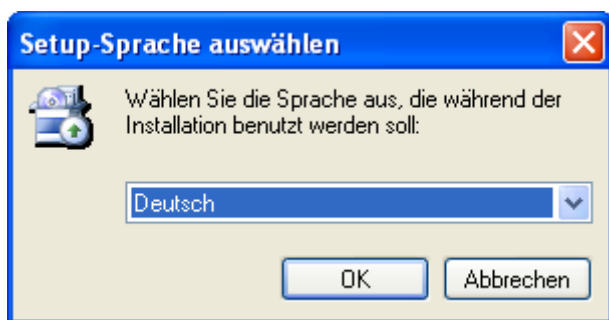 Setup-Sprache auswählen
Wählen Sie die Sprache aus, die während der
Installation benutzt werden soll:
Deutsch
OK Abbrechen